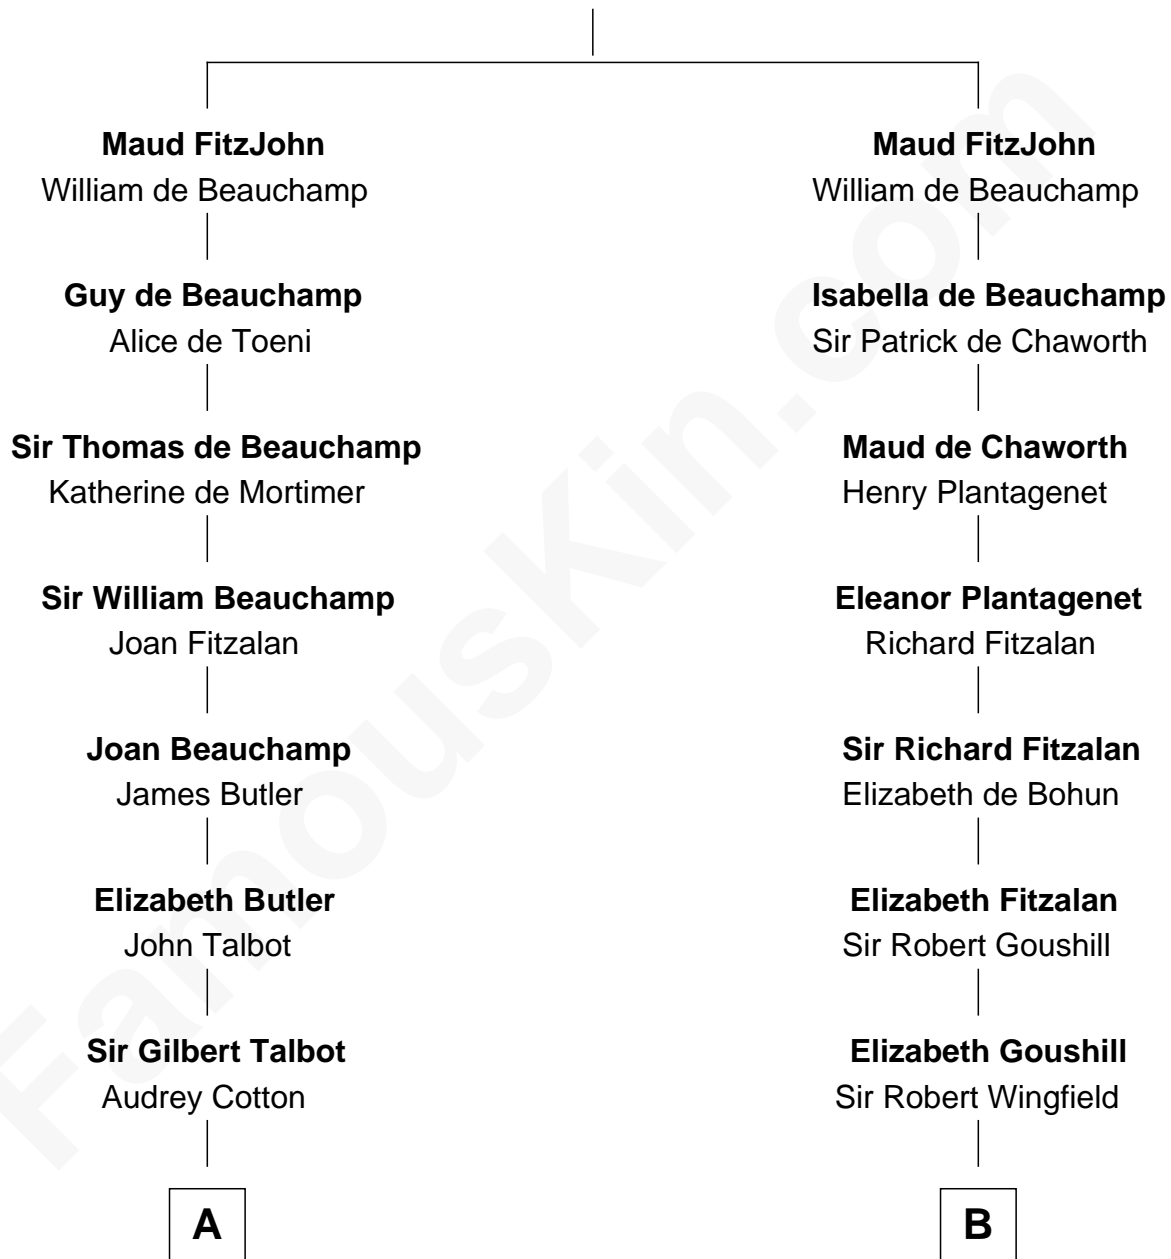 Maud FitzJohn
William de Beauchamp
Guy de Beauchamp
Alice de Toeni
Sir Thomas de Beauchamp
Katherine de Mortimer
Sir William Beauchamp
Joan Fitzalan
Joan Beauchamp
James Butler
Elizabeth Butler
John Talbot
Sir Gilbert Talbot
Audrey Cotton
A
Maud FitzJohn
William de Beauchamp
Isabella de Beauchamp
Sir Patrick de Chaworth
Maud de Chaworth
Henry Plantagenet
Eleanor Plantagenet
Richard Fitzalan
Sir Richard Fitzalan
Elizabeth de Bohun
Elizabeth Fitzalan
Sir Robert Goushill
Elizabeth Goushill
Sir Robert Wingfield
B
FamousKin.com